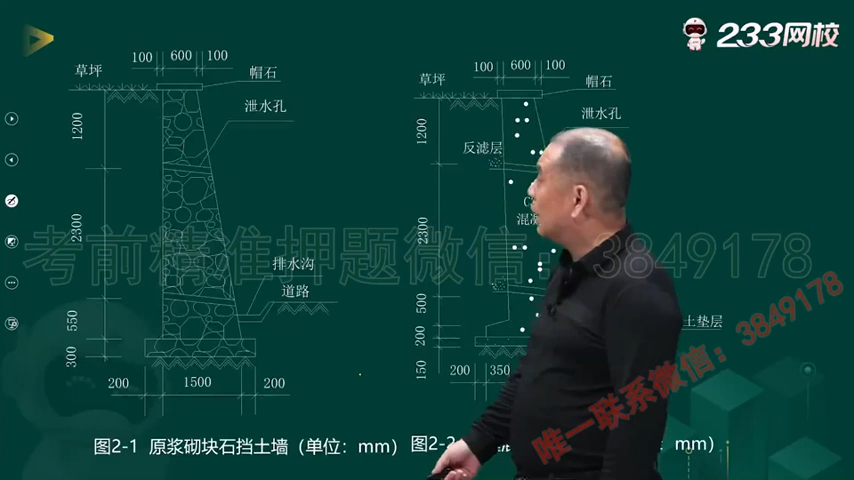 233网校
100 600 100
草坪
帽石
泄水孔
1200
2300
排水沟
道路
550
300
200 1500 200
图2-1 原浆砌块石挡土墙（单位：mm）
100 600 100
草坪
帽石
泄水孔
1200
反滤层
C
2300
500
200
土垫层
150
200 350
图2-2
mm）
考前精准押题微信：3849178
唯一联系微信：3849178